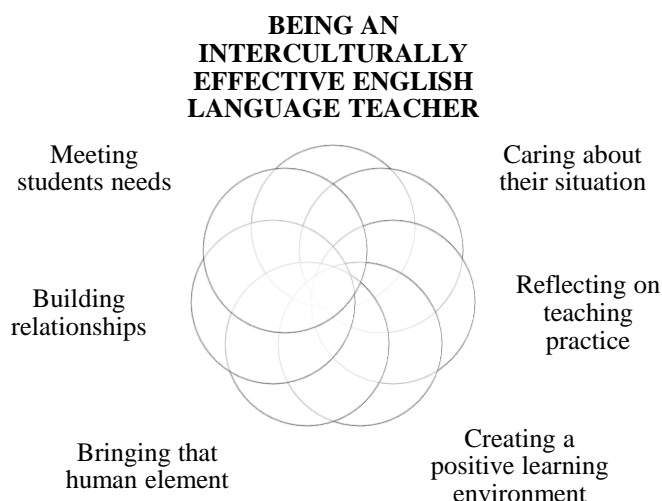 BEING AN
INTERCULTURALLY
EFFECTIVE ENGLISH
LANGUAGE TEACHER
Meeting
students needs
Caring about
their situation
Building
relationships
Reflecting on
teaching
practice
Bringing that
human element
Creating a
positive learning
environment